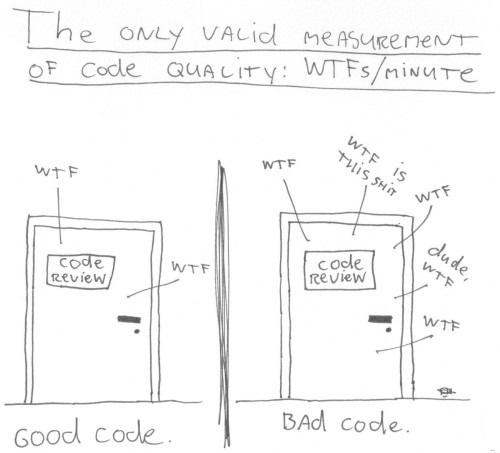 The ONLY VALID MEASUREMENT
OF Code QUALITY: WTFs/MINUTE
WTF
Code
REVIEW
WTF
GOOD CODE.
WTF
WTF is
THIS SHIT
WTF
Code
REVIEW
dude,
WTF
WTF
BAd code.